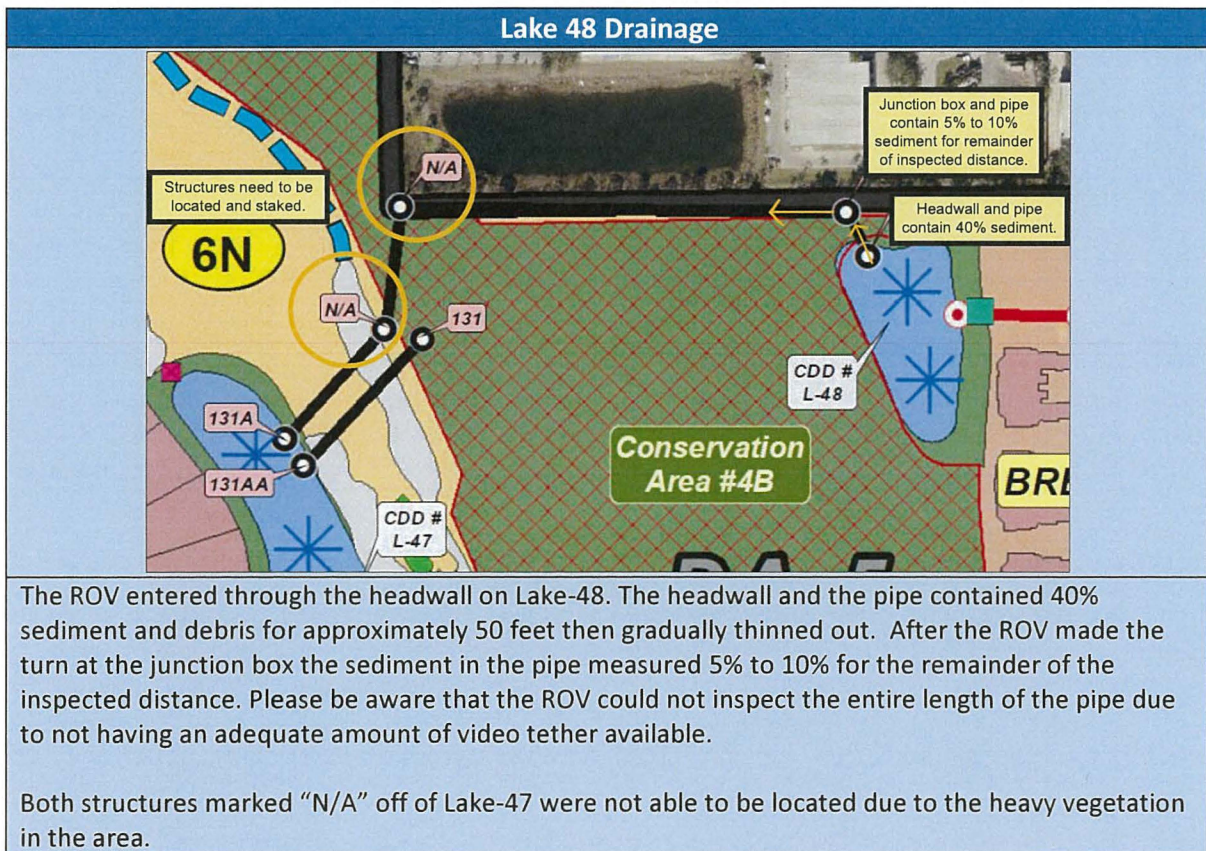 Lake 48 Drainage
Junction box and pipe
contain 5% to 10%
sediment for remainder
of inspected distance.
N/A
Structures need to be
located and staked.
Headwall and pipe
contain 40% sediment.
6N
N/A
131
CDD #
L-48
131A
Conservation
Area #4B
131AA
BRE
CDD #
L-47
The ROV entered through the headwall on Lake-48. The headwall and the pipe contained 40%
sediment and debris for approximately 50 feet then gradually thinned out.  After the ROV made the
turn at the junction box the sediment in the pipe measured 5% to 10% for the remainder of the
inspected distance. Please be aware that the ROV could not inspect the entire length of the pipe due
to not having an adequate amount of video tether available.
Both structures marked “N/A” off of Lake-47 were not able to be located due to the heavy vegetation
in the area.